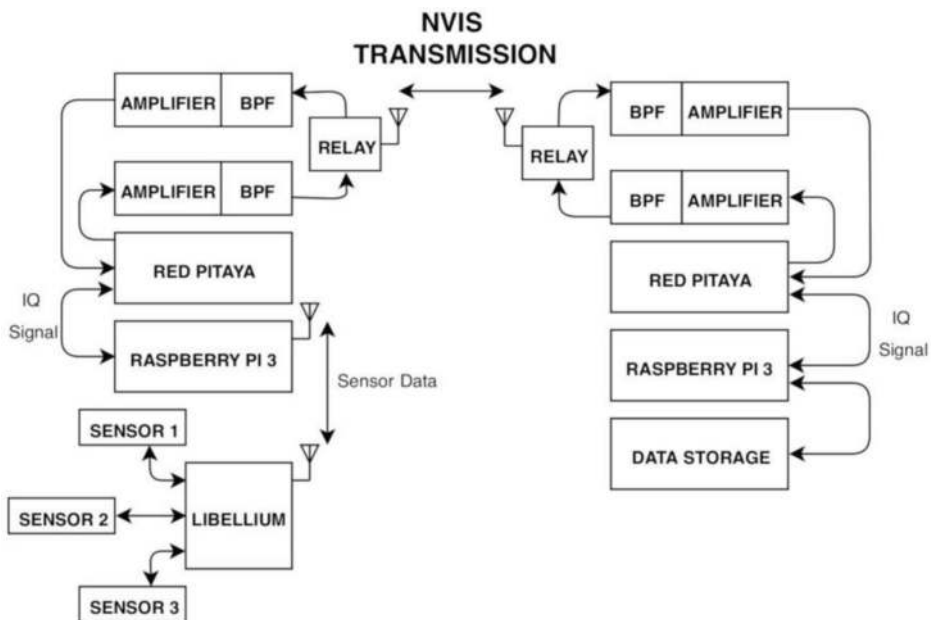 NVIS
TRANSMISSION
AMPLIFIER BPF
RELAY
AMPLIFIER BPF
RED PITAYA
IQ
Signal
RASPBERRY PI 3
Sensor Data
SENSOR 1
SENSOR 2
LIBELLIUM
SENSOR 3
BPF AMPLIFIER
RELAY
BPF AMPLIFIER
RED PITAYA
IQ
Signal
RASPBERRY PI 3
DATA STORAGE